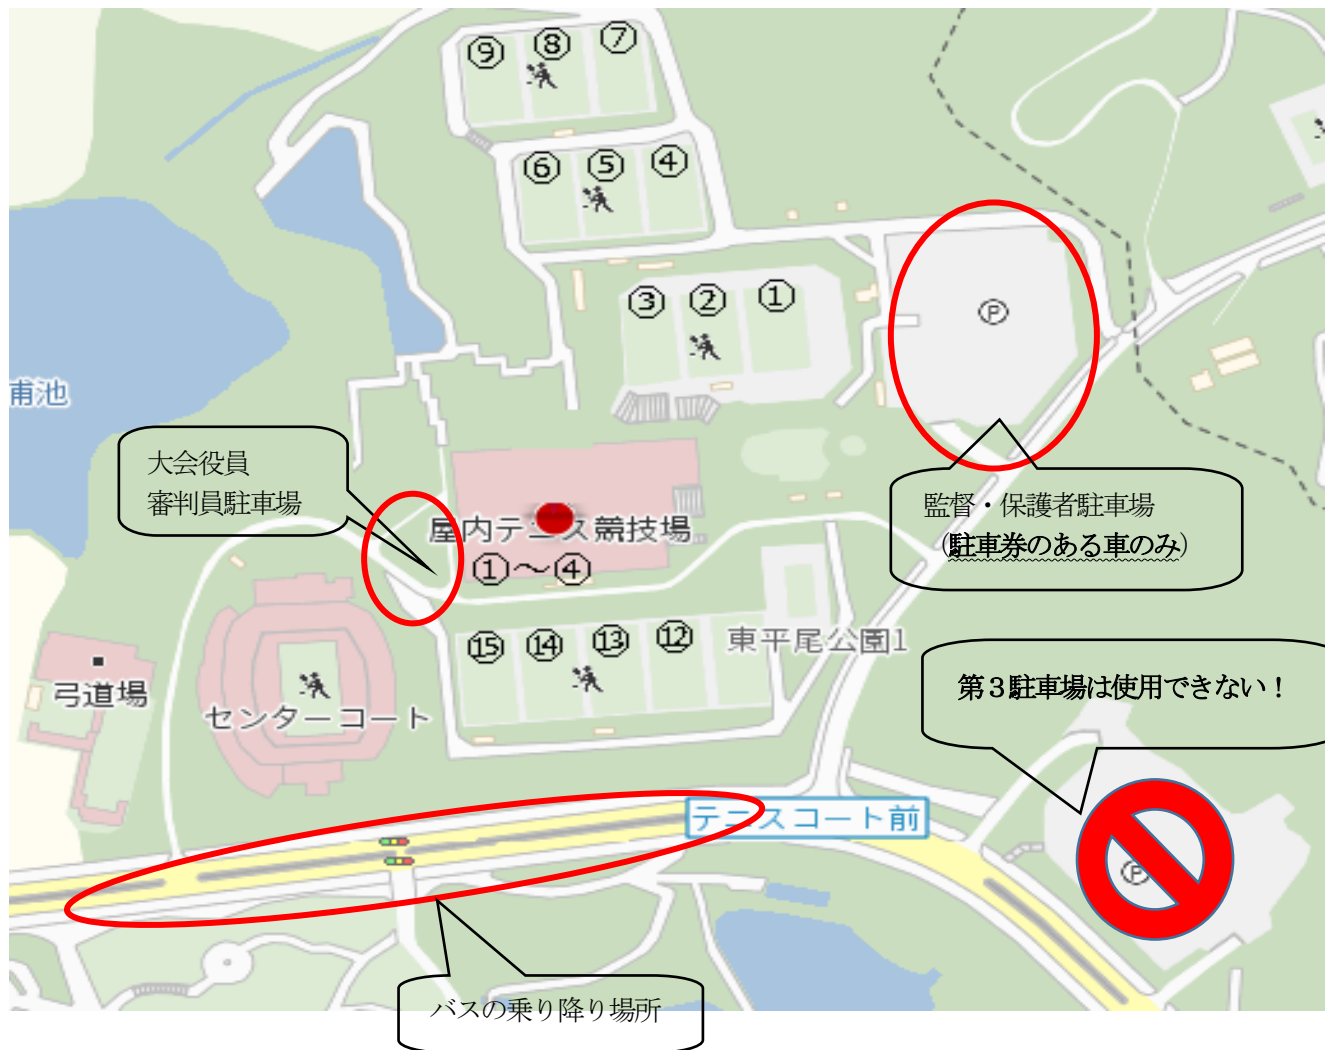 ⑨ ⑧ ⑦
⑥ ⑤ ④
③ ② ①
Ⓟ
甫池
大会役員
審判員駐車場
監督・保護者駐車場
(駐車券のある車のみ)
屋内テニス競技場
①～④
⑮ ⑭ ⑬ ⑫
東平尾公園1
弓道場
センターコート
第３駐車場は使用できない！
テニスコート前
Ⓟ
バスの乗り降り場所